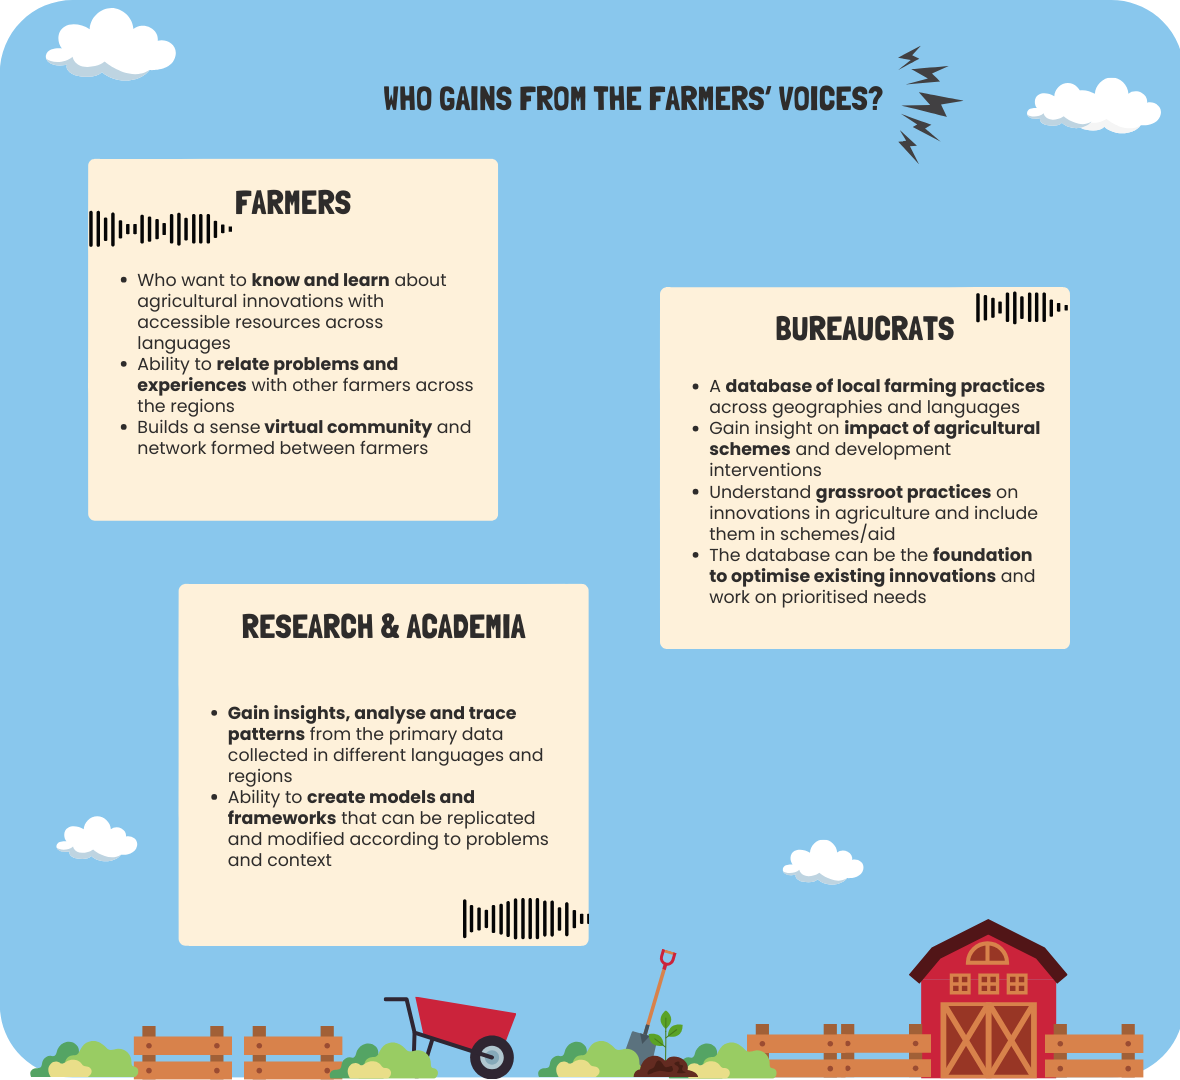 WHO GAINS FROM THE FARMERS' VOICES?
FARMERS
• Who want to know and learn about
agricultural innovations with
accessible resources across
languages
• Ability to relate problems and
experiences with other farmers across
the regions
• Builds a sense virtual community and
network formed between farmers
BUREAUCRATS
• A database of local farming practices
across geographies and languages
• Gain insight on impact of agricultural
schemes and development
interventions
• Understand grassroot practices on
innovations in agriculture and include
them in schemes/aid
• The database can be the foundation
to optimise existing innovations and
work on prioritised needs
RESEARCH & ACADEMIA
• Gain insights, analyse and trace
patterns from the primary data
collected in different languages and
regions
• Ability to create models and
frameworks that can be replicated
and modified according to problems
and context